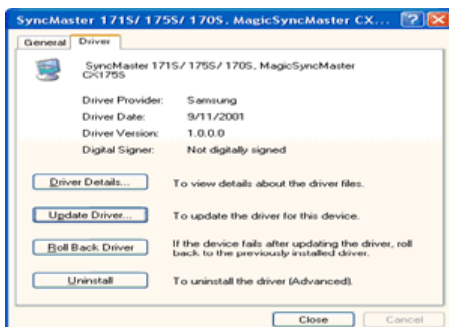 SyncMaster 171S/ 175S/ 170S, MagicSyncMaster CX...
General Driver
SyncMaster 171S/ 175S/ 170S, MagicSyncMaster
CX175S
Driver Provider: Samsung
Driver Date: 9/11/2001
Driver Version: 1.0.0.0
Digital Signer: Not digitally signed
Driver Details... To view details about the driver files.
Update Driver... To update the driver for this device.
Roll Back Driver If the device fails after updating the driver, roll
back to the previously installed driver.
Uninstall To uninstall the driver (Advanced).
Close Cancel